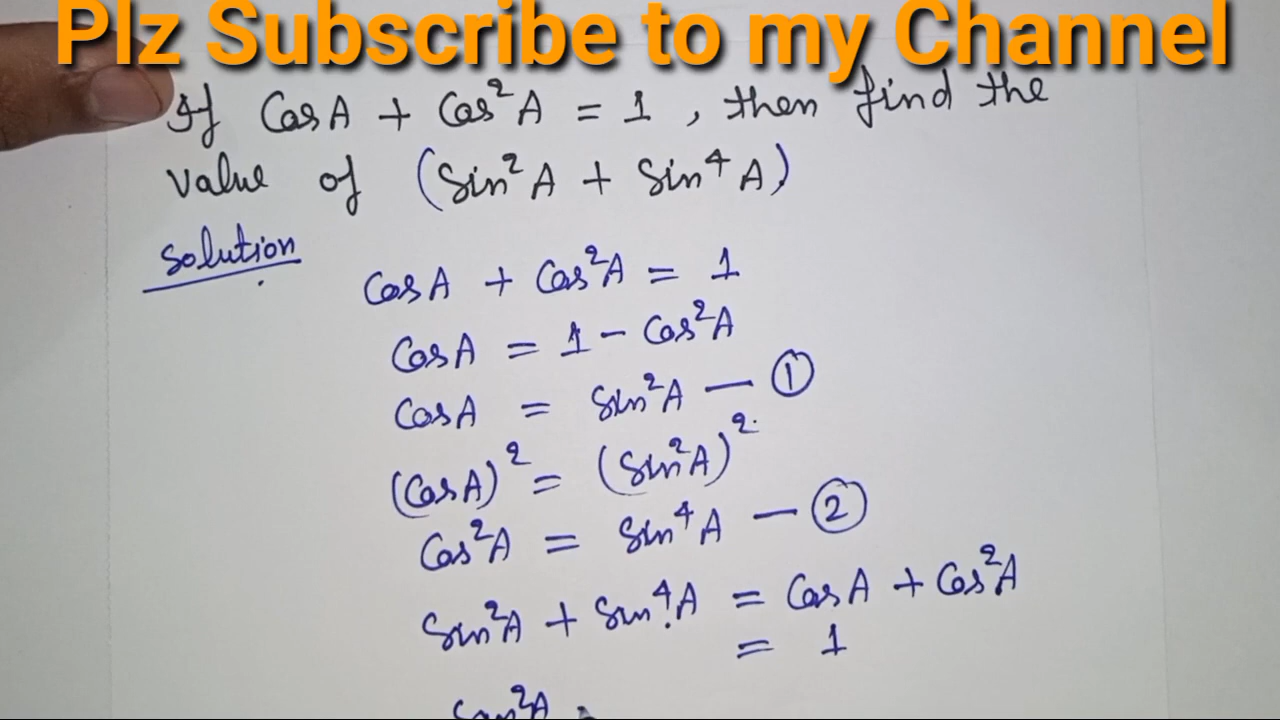 Plz Subscribe to my Channel
If CosA + Cos²A = 1, then find the
value of (Sin²A + Sin⁴A)
Solution
CosA + Cos²A = 1
CosA = 1 - Cos²A
CosA = Sin²A — ①
(CosA)² = (Sin²A)²
Cos²A = Sin⁴A — ②
Sin²A + Sin⁴A = CosA + Cos²A
= 1
Sin²A